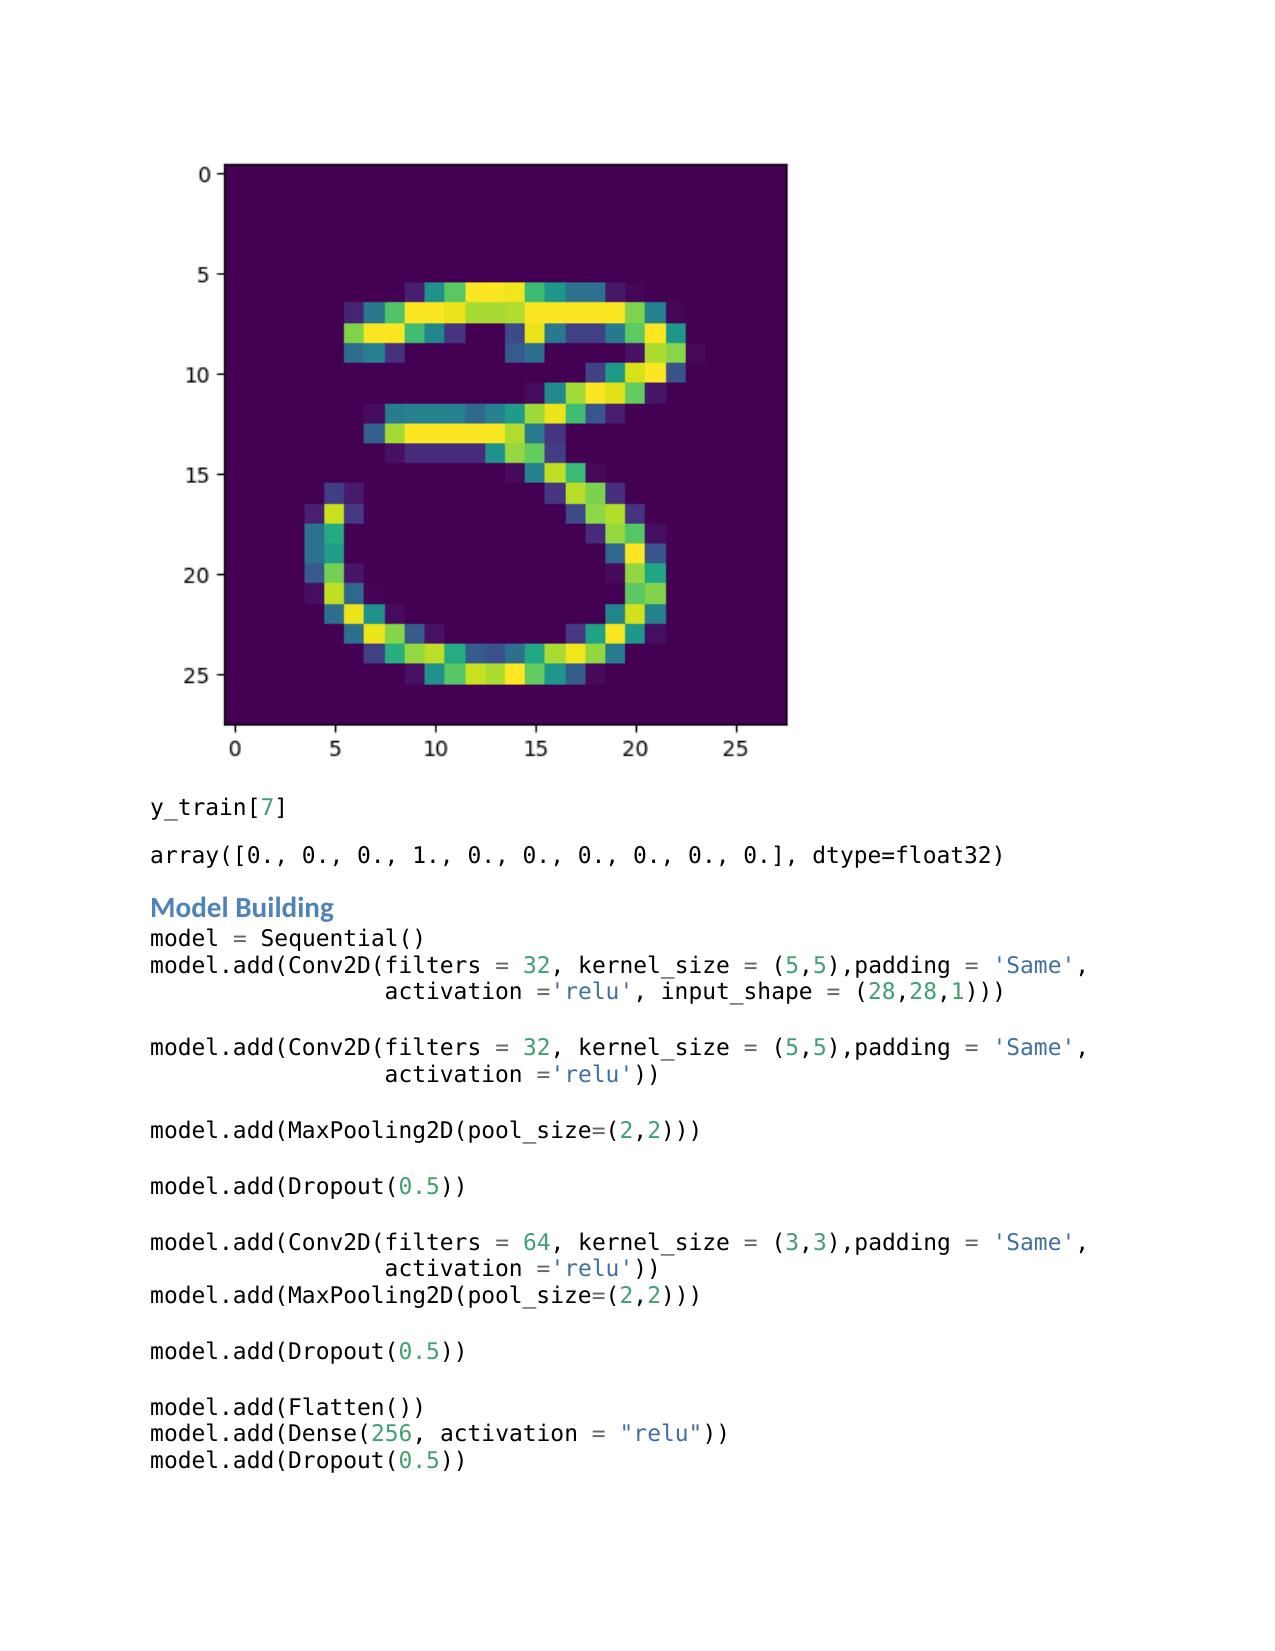 0
5
10
15
20
25
0 5 10 15 20 25
y_train[7]
array([0., 0., 0., 1., 0., 0., 0., 0., 0., 0.], dtype=float32)
Model Building
model = Sequential()
model.add(Conv2D(filters = 32, kernel_size = (5,5),padding = 'Same',
activation ='relu', input_shape = (28,28,1)))
model.add(Conv2D(filters = 32, kernel_size = (5,5),padding = 'Same',
activation ='relu'))
model.add(MaxPooling2D(pool_size=(2,2)))
model.add(Dropout(0.5))
model.add(Conv2D(filters = 64, kernel_size = (3,3),padding = 'Same',
activation ='relu'))
model.add(MaxPooling2D(pool_size=(2,2)))
model.add(Dropout(0.5))
model.add(Flatten())
model.add(Dense(256, activation = "relu"))
model.add(Dropout(0.5))